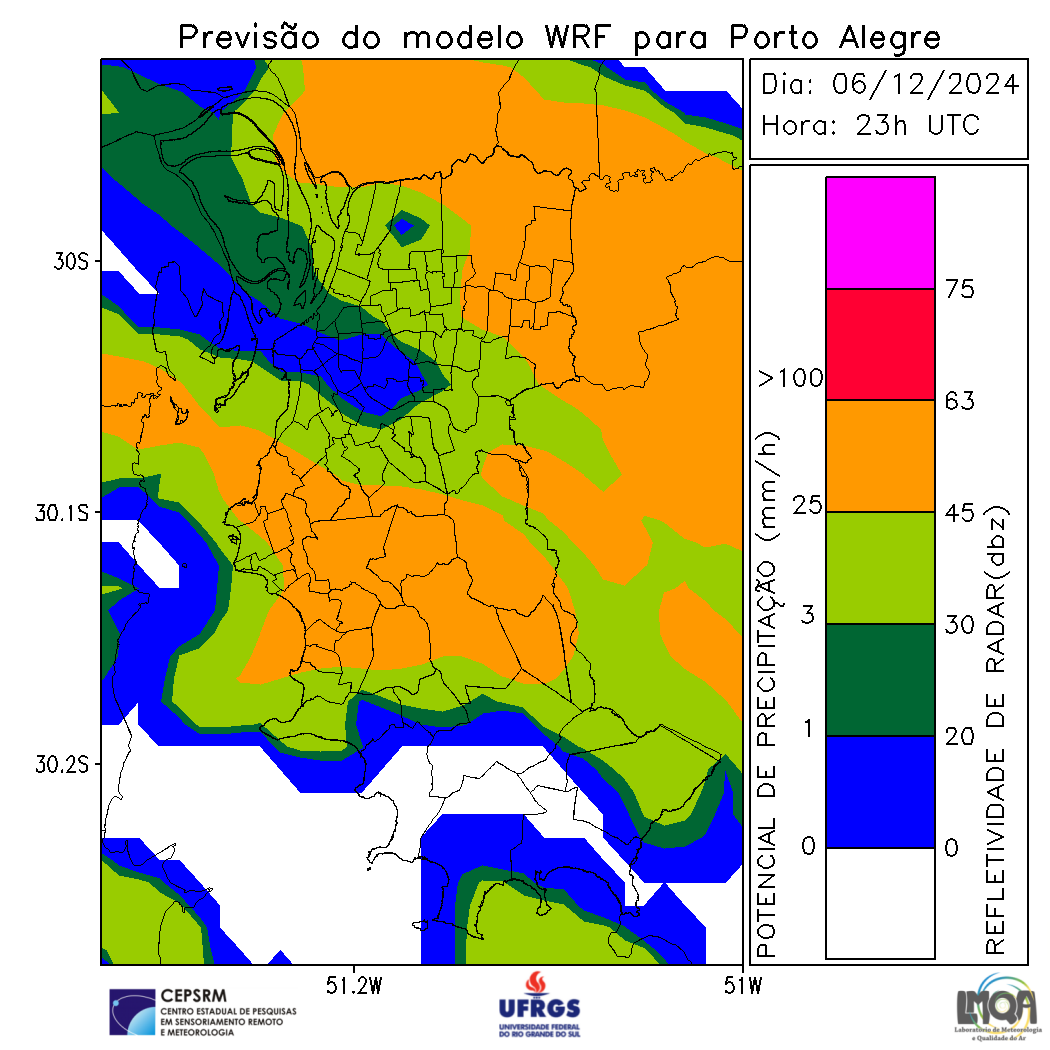 Previsão do modelo WRF para Porto Alegre
Dia: 06/12/2024
Hora: 23h UTC
30S
30.1S
30.2S
51.2W
51W
POTENCIAL DE PRECIPITAÇÃO (mm/h)
>100
25
3
1
0
75
63
45
30
20
0
REFLETIVIDADE DE RADAR(dbz)
CEPSRM
CENTRO ESTADUAL DE PESQUISAS
EM SENSORIAMENTO REMOTO
E METEOROLOGIA
UFRGS
UNIVERSIDADE FEDERAL
DO RIO GRANDE DO SUL
LMQA
Laboratório de Meteorologia
e Qualidade do Ar